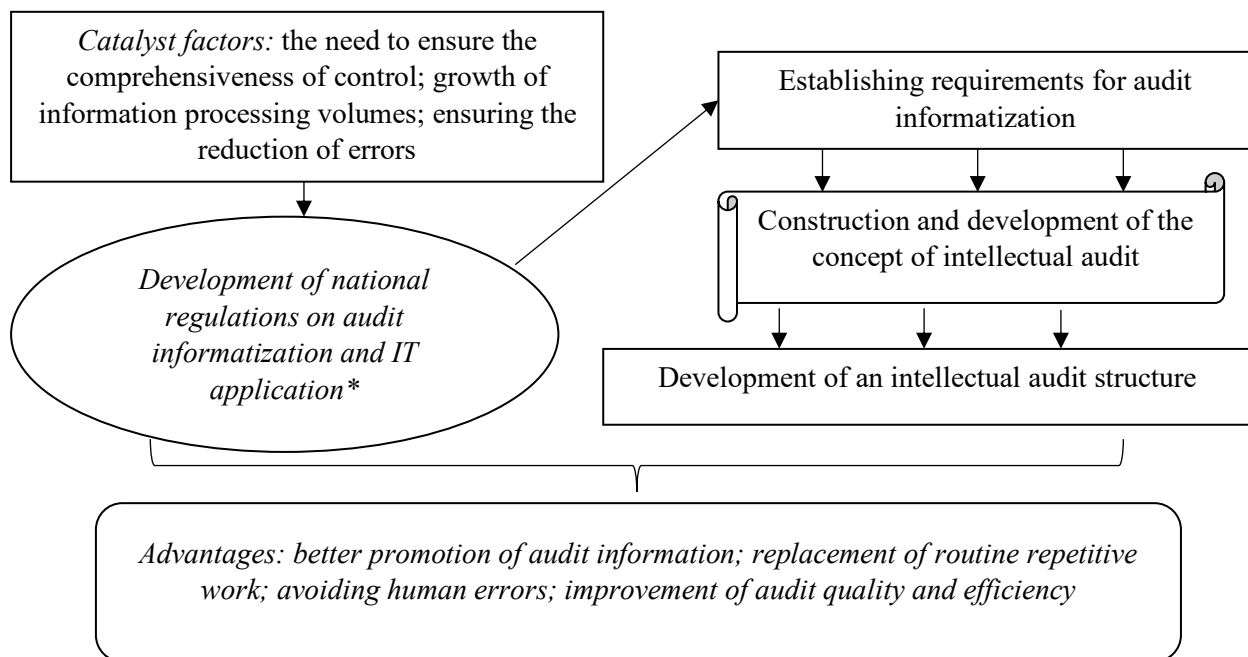 Catalyst factors: the need to ensure the
comprehensiveness of control; growth of
information processing volumes; ensuring the
reduction of errors
Development of national
regulations on audit
informatization and IT
application*
Establishing requirements for audit
informatization
Construction and development of the
concept of intellectual audit
Development of an intellectual audit structure
Advantages: better promotion of audit information; replacement of routine repetitive
work; avoiding human errors; improvement of audit quality and efficiency